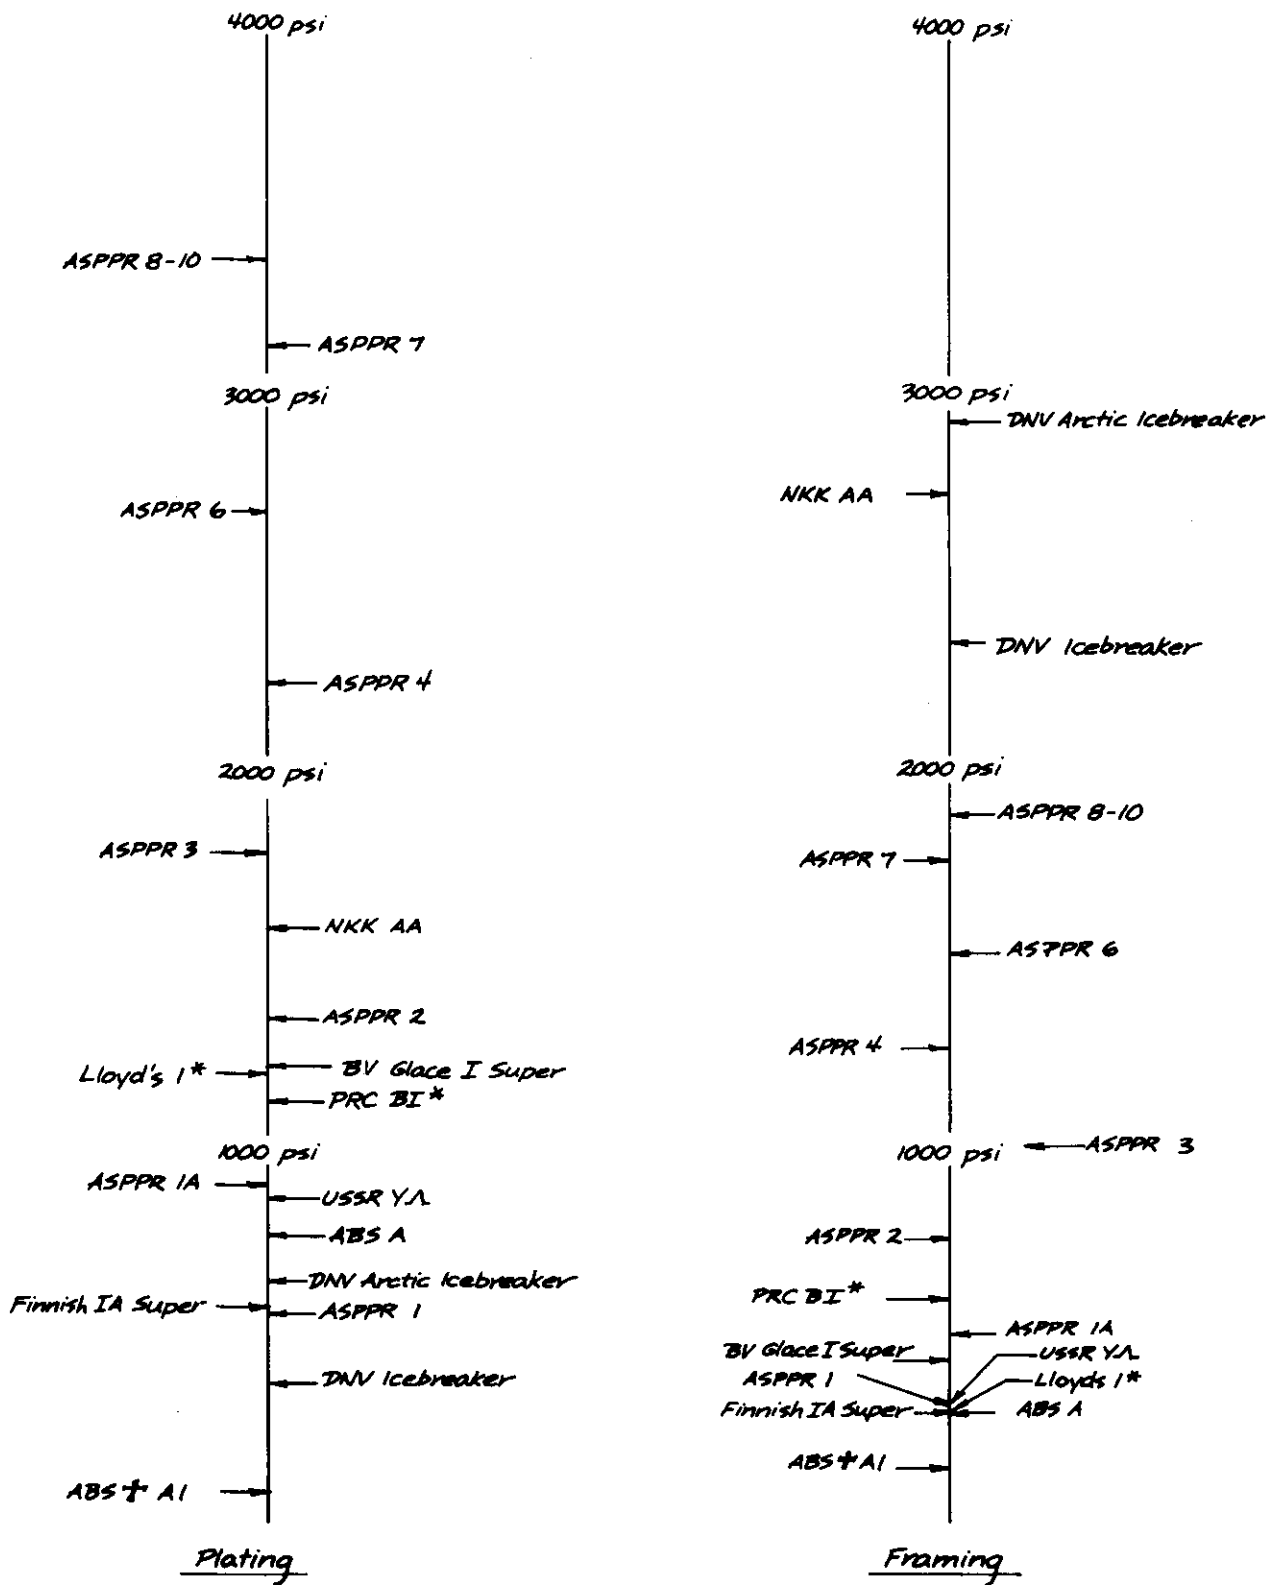 4000 psi
ASPPR 8-10
ASPPR 7
3000 psi
ASPPR 6
ASPPR 4
2000 psi
ASPPR 3
NKK AA
ASPPR 2
BV Glace I Super
Lloyd's 1*
PRC BI*
1000 psi
ASPPR 1A
USSR УЛ
ABS A
DNV Arctic Icebreaker
Finnish IA Super
ASPPR 1
DNV Icebreaker
ABS ✝ A1
Plating
4000 psi
3000 psi
DNV Arctic Icebreaker
NKK AA
DNV Icebreaker
2000 psi
ASPPR 8-10
ASPPR 7
ASPPR 6
ASPPR 4
ASPPR 3
1000 psi
ASPPR 2
PRC BI*
ASPPR 1A
BV Glace I Super
USSR УЛ
ASPPR 1
Lloyds 1*
Finnish IA Super
ABS A
ABS ✝ A1
Framing